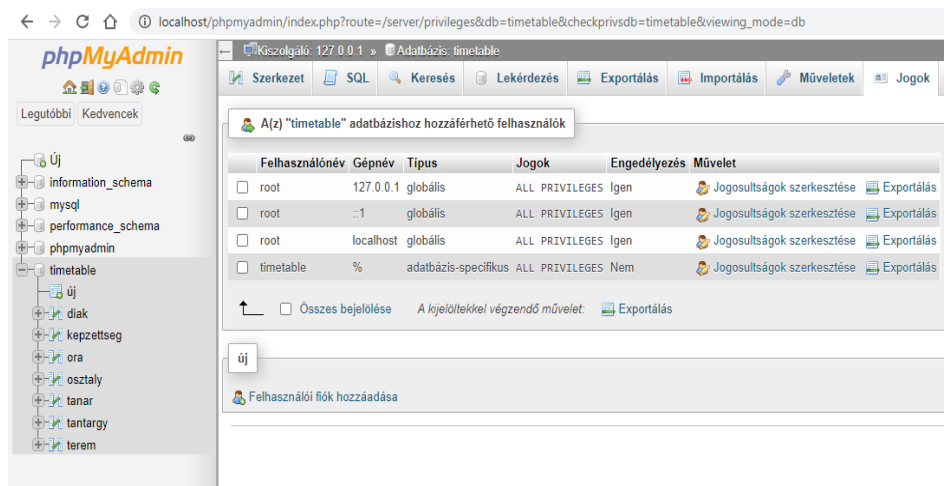 localhost/phpmyadmin/index.php?route=/server/privileges&db=timetable&checkprivsdb=timetable&viewing_mode=db
phpMyAdmin
Legutóbbi Kedvencek
Új
information_schema
mysql
performance_schema
phpmyadmin
timetable
új
diak
kepzettseg
ora
osztaly
tanar
tantargy
terem
Kiszolgáló: 127.0.0.1 » Adatbázis: timetable
Szerkezet SQL Keresés Lekérdezés Exportálás Importálás Műveletek Jogok
A(z) "timetable" adatbázishoz hozzáférhető felhasználók
Felhasználónév Gépnév Típus Jogok Engedélyezés Művelet
root 127.0.0.1 globális ALL PRIVILEGES Igen Jogosultságok szerkesztése Exportálás
root ::1 globális ALL PRIVILEGES Igen Jogosultságok szerkesztése Exportálás
root localhost globális ALL PRIVILEGES Igen Jogosultságok szerkesztése Exportálás
timetable % adatbázis-specifikus ALL PRIVILEGES Nem Jogosultságok szerkesztése Exportálás
Összes bejelölése A kijelöltekkel végzendő művelet: Exportálás
új
Felhasználói fiók hozzáadása